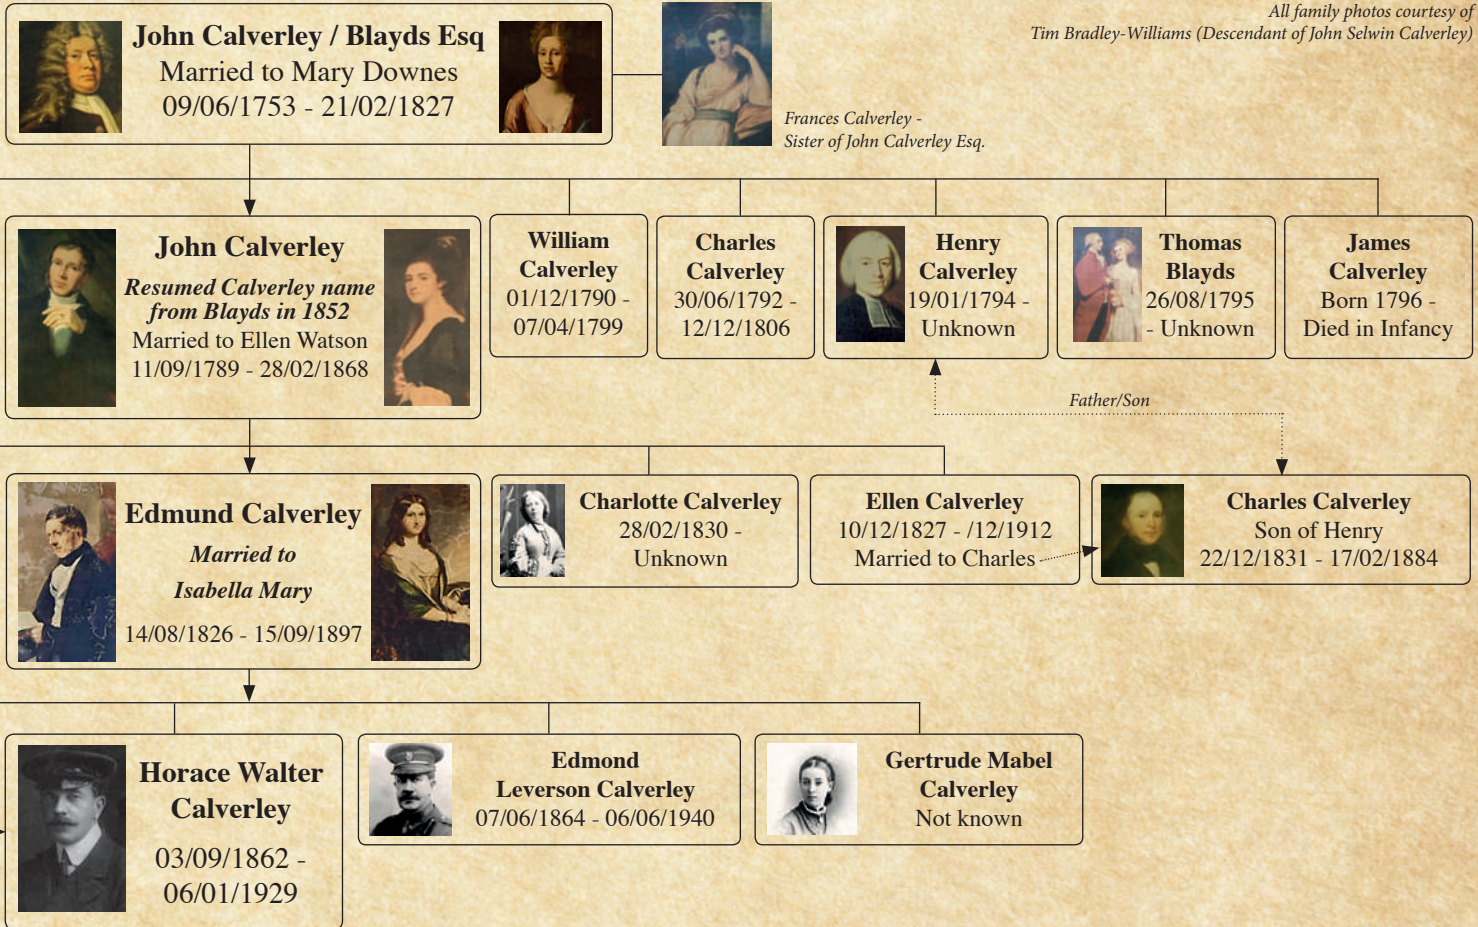 John Calverley / Blayds Esq
Married to Mary Downes
09/06/1753 - 21/02/1827
All family photos courtesy of
Tim Bradley-Williams (Descendant of John Selwin Calverley)
Frances Calverley -
Sister of John Calverley Esq.
John Calverley
Resumed Calverley name
from Blayds in 1852
Married to Ellen Watson
11/09/1789 - 28/02/1868
William
Calverley
01/12/1790 -
07/04/1799
Charles
Calverley
30/06/1792 -
12/12/1806
Henry
Calverley
19/01/1794 -
Unknown
Thomas
Blayds
26/08/1795
- Unknown
James
Calverley
Born 1796 -
Died in Infancy
Father/Son
Edmund Calverley
Married to
Isabella Mary
14/08/1826 - 15/09/1897
Charlotte Calverley
28/02/1830 -
Unknown
Ellen Calverley
10/12/1827 - /12/1912
Married to Charles
Charles Calverley
Son of Henry
22/12/1831 - 17/02/1884
Horace Walter
Calverley
03/09/1862 -
06/01/1929
Edmond
Leverson Calverley
07/06/1864 - 06/06/1940
Gertrude Mabel
Calverley
Not known